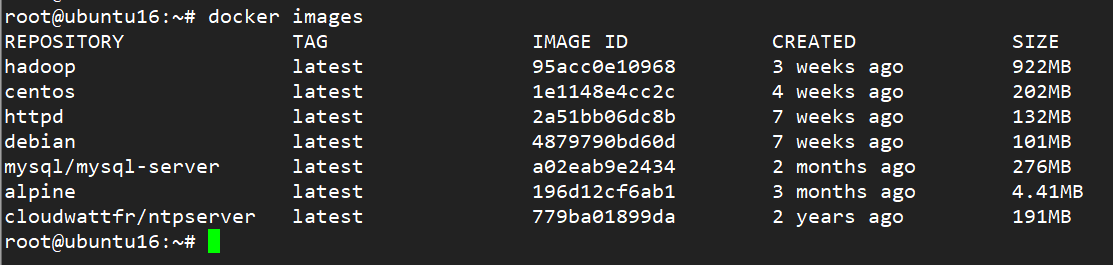 root@ubuntu16:~# docker images
REPOSITORY TAG IMAGE ID CREATED SIZE
hadoop latest 95acc0e10968 3 weeks ago 922MB
centos latest 1e1148e4cc2c 4 weeks ago 202MB
httpd latest 2a51bb06dc8b 7 weeks ago 132MB
debian latest 4879790bd60d 7 weeks ago 101MB
mysql/mysql-server latest a02eab9e2434 2 months ago 276MB
alpine latest 196d12cf6ab1 3 months ago 4.41MB
cloudwattfr/ntpserver latest 779ba01899da 2 years ago 191MB
root@ubuntu16:~#